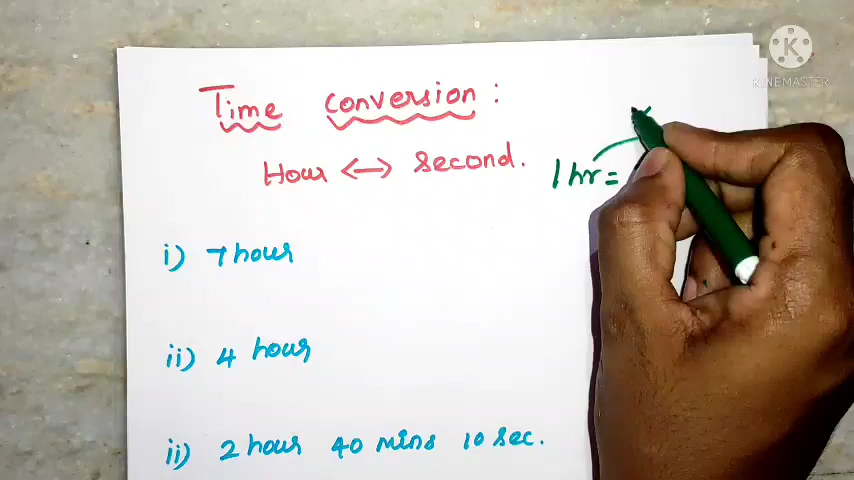 KINEMASTER
Time conversion :
Hour <-> second.
1 hr =
i) 7 hour
ii) 4 hour
ii) 2 hour 40 mins 10 sec.